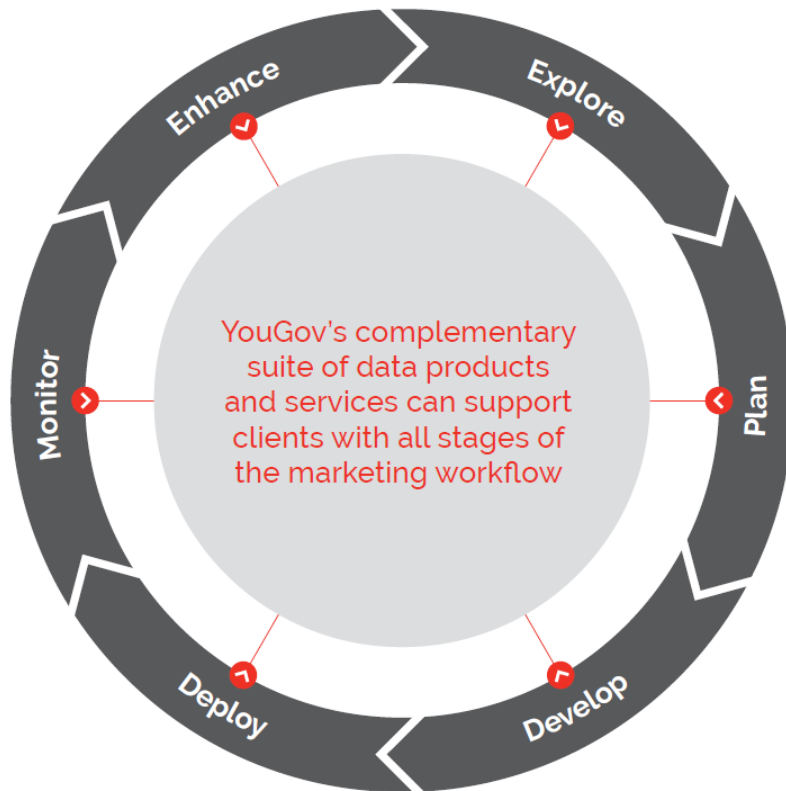 Enhance
Explore
Plan
Develop
Deploy
Monitor
YouGov’s complementary
suite of data products
and services can support
clients with all stages of
the marketing workflow